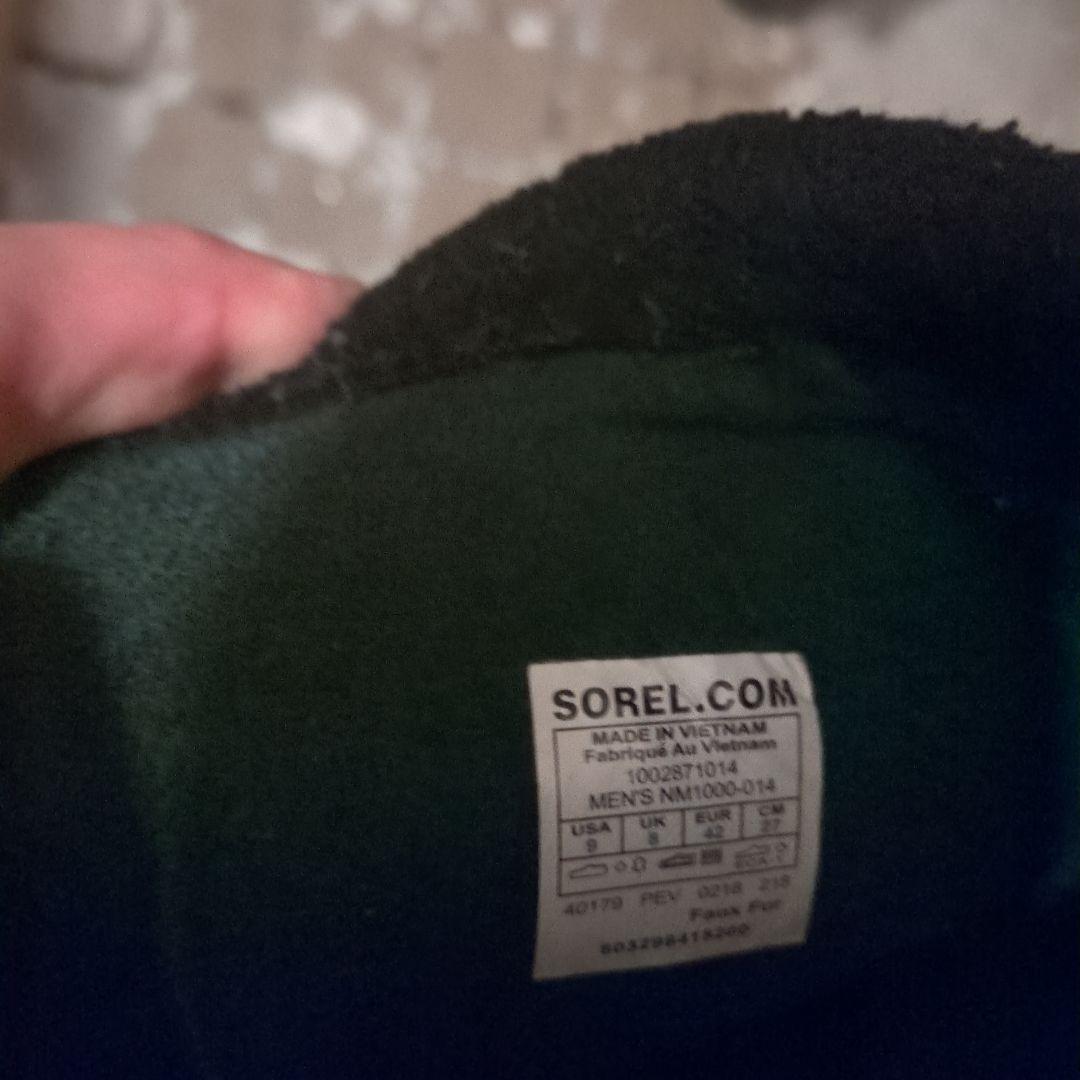 SOREL.COM
MADE IN VIETNAM
Fabriqué Au Vietnam
1002871014
MEN'S NM1000-014
USA UK EUR CM
9 8 42 27
40179 PEV 0218 218
Faux Fur